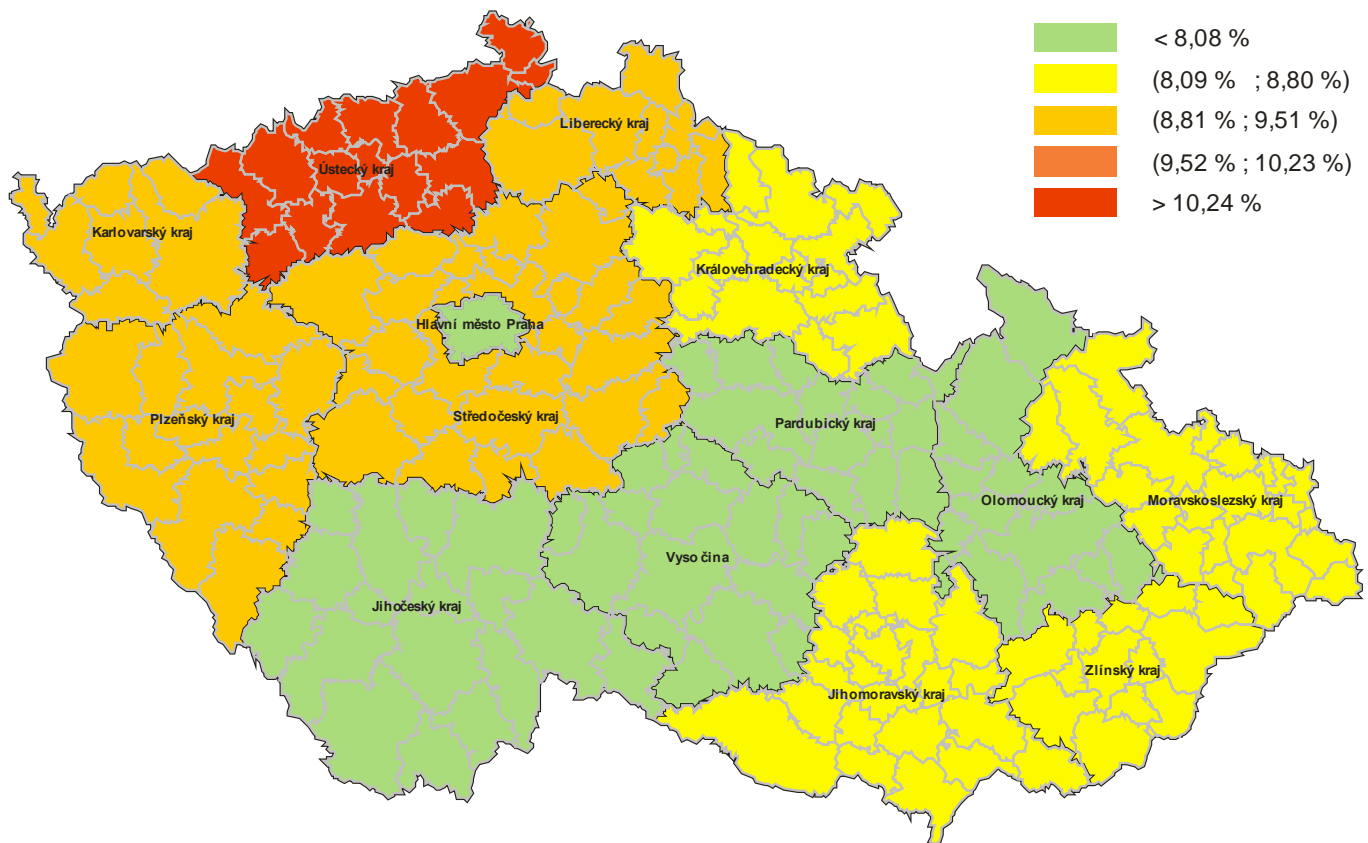 < 8,08 %
(8,09 % ; 8,80 %)
(8,81 % ; 9,51 %)
(9,52 % ; 10,23 %)
> 10,24 %
Liberecký kraj
Ústecký kraj
Karlovarský kraj
Královehradecký kraj
Hlavní město Praha
Plzeňský kraj
Středočeský kraj
Pardubický kraj
Olomoucký kraj
Moravskoslezský kraj
Vysočina
Jihočeský kraj
Zlínský kraj
Jihomoravský kraj